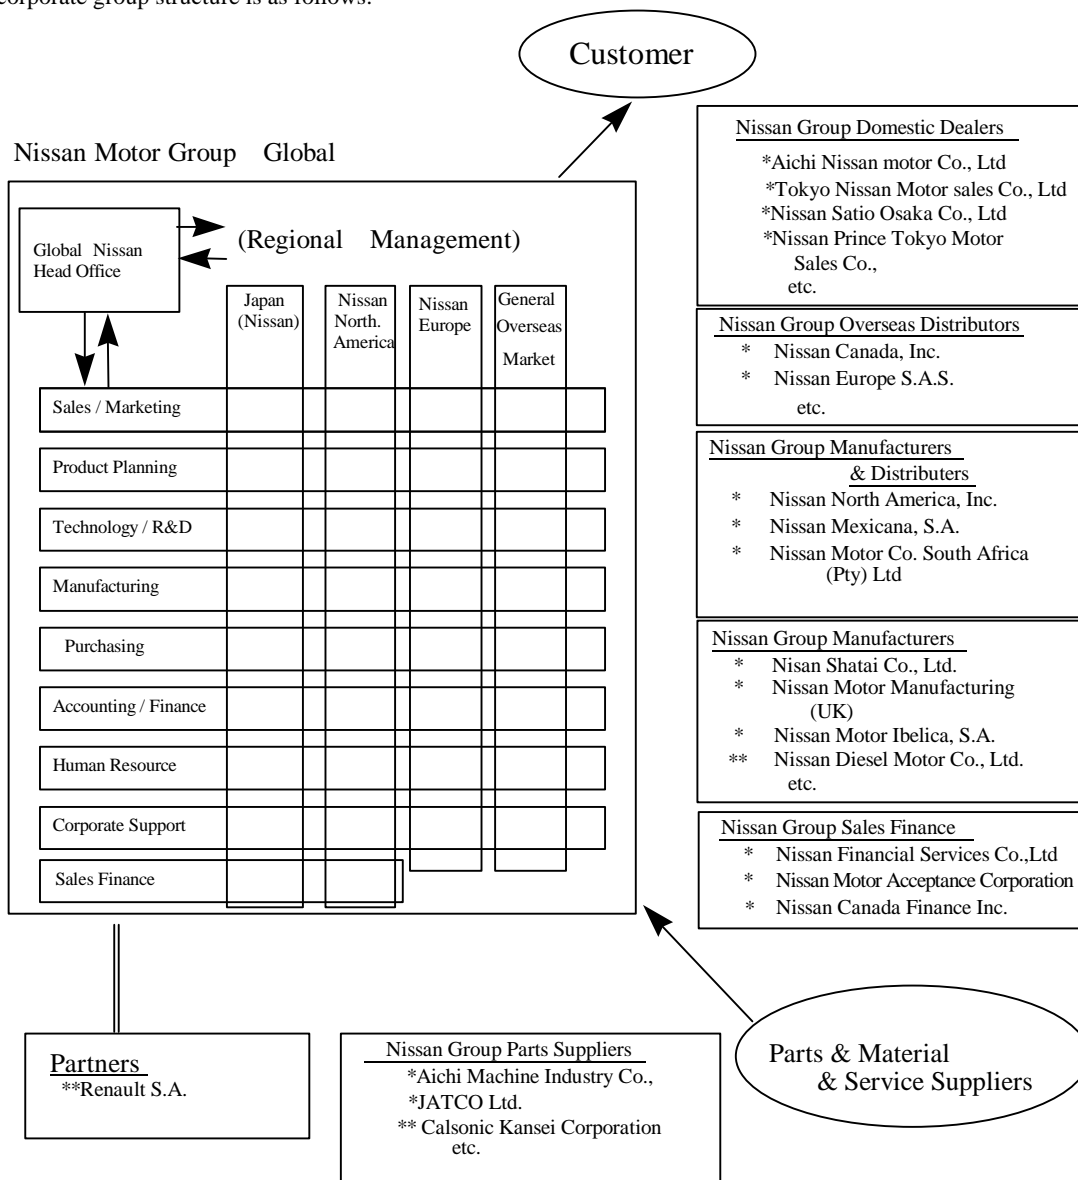 corporate group structure is as follows:
Customer
Nissan Motor Group Global
Global Nissan
Head Office
(Regional Management)
Japan
(Nissan)
Nissan
North.
America
Nissan
Europe
General
Overseas
Market
Sales / Marketing
Product Planning
Technology / R&D
Manufacturing
Purchasing
Accounting / Finance
Human Resource
Corporate Support
Sales Finance
Nissan Group Domestic Dealers
*Aichi Nissan motor Co., Ltd
*Tokyo Nissan Motor sales Co., Ltd
*Nissan Satio Osaka Co., Ltd
*Nissan Prince Tokyo Motor
Sales Co.,
etc.
Nissan Group Overseas Distributors
* Nissan Canada, Inc.
* Nissan Europe S.A.S.
etc.
Nissan Group Manufacturers
& Distributers
* Nissan North America, Inc.
* Nissan Mexicana, S.A.
* Nissan Motor Co. South Africa
(Pty) Ltd
Nissan Group Manufacturers
* Nisan Shatai Co., Ltd.
* Nissan Motor Manufacturing
(UK)
* Nissan Motor Ibelica, S.A.
** Nissan Diesel Motor Co., Ltd.
etc.
Nissan Group Sales Finance
* Nissan Financial Services Co.,Ltd
* Nissan Motor Acceptance Corporation
* Nissan Canada Finance Inc.
Partners
**Renault S.A.
Nissan Group Parts Suppliers
*Aichi Machine Industry Co.,
*JATCO Ltd.
** Calsonic Kansei Corporation
etc.
Parts & Material
& Service Suppliers